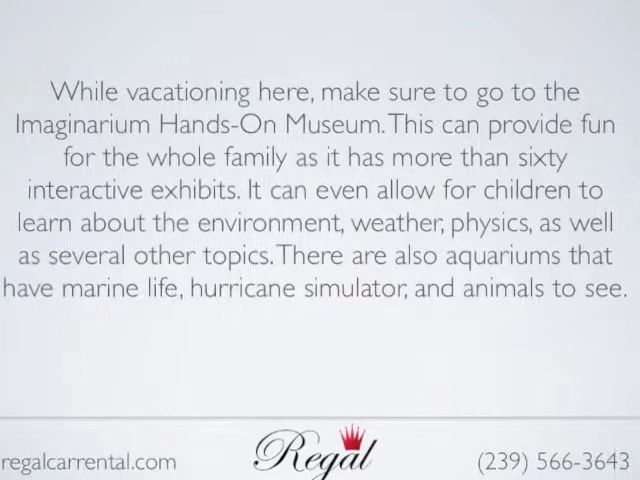 While vacationing here, make sure to go to the
Imaginarium Hands-On Museum. This can provide fun
for the whole family as it has more than sixty
interactive exhibits. It can even allow for children to
learn about the environment, weather, physics, as well
as several other topics. There are also aquariums that
have marine life, hurricane simulator, and animals to see.
regalcarrental.com
Regal
(239) 566-3643